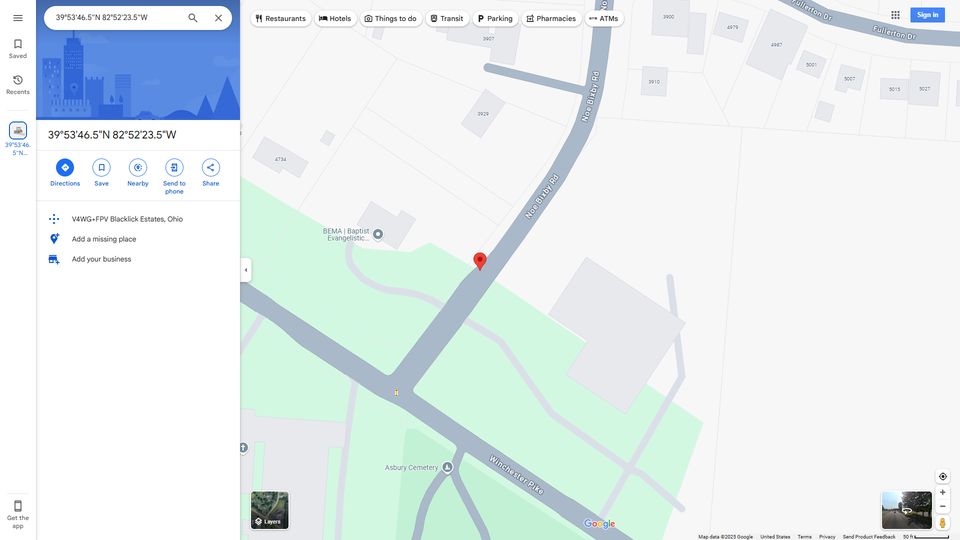 39°53'46.5"N 82°52'23.5"W
Restaurants
Hotels
Things to do
Transit
Parking
Pharmacies
ATMs
Sign in
Saved
Recents
39°53'46.
5"N...
39°53'46.5"N 82°52'23.5"W
Directions
Save
Nearby
Send to
phone
Share
V4WG+FPV Blacklick Estates, Ohio
Add a missing place
Add your business
Get the
app
3907
3900
4979
4987
5001
5007
5015
5027
3910
3929
4734
Fullerton Dr
Fullerton Dr
Noe Bixby Rd
Noe Bixby Rd
BEMA | Baptist
Evangelistic...
Asbury Cemetery
Winchester Pike
Layers
Google
Map data ©2025 Google
United States
Terms
Privacy
Send Product Feedback
50 ft